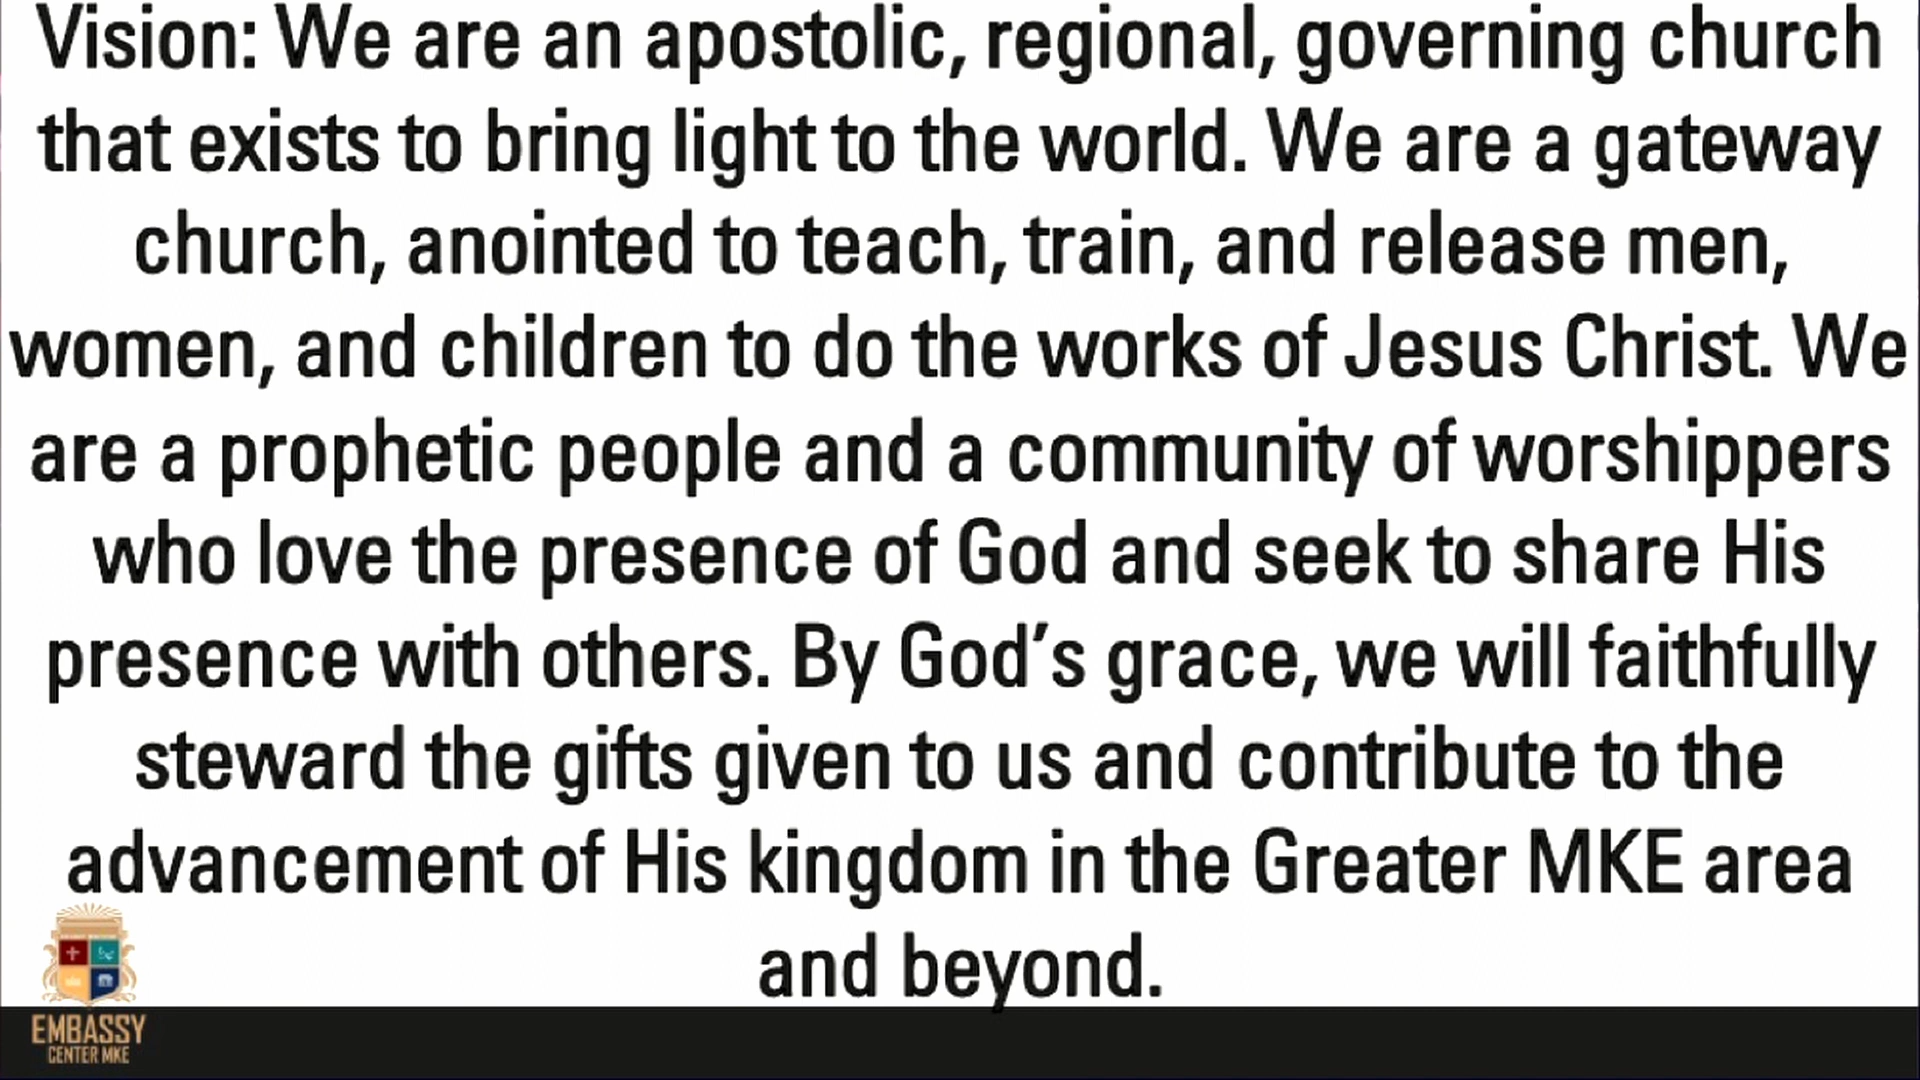 Vision: We are an apostolic, regional, governing church
that exists to bring light to the world. We are a gateway
church, anointed to teach, train, and release men,
women, and children to do the works of Jesus Christ. We
are a prophetic people and a community of worshippers
who love the presence of God and seek to share His
presence with others. By God’s grace, we will faithfully
steward the gifts given to us and contribute to the
advancement of His kingdom in the Greater MKE area
and beyond.
EMBASSY
CENTER MKE